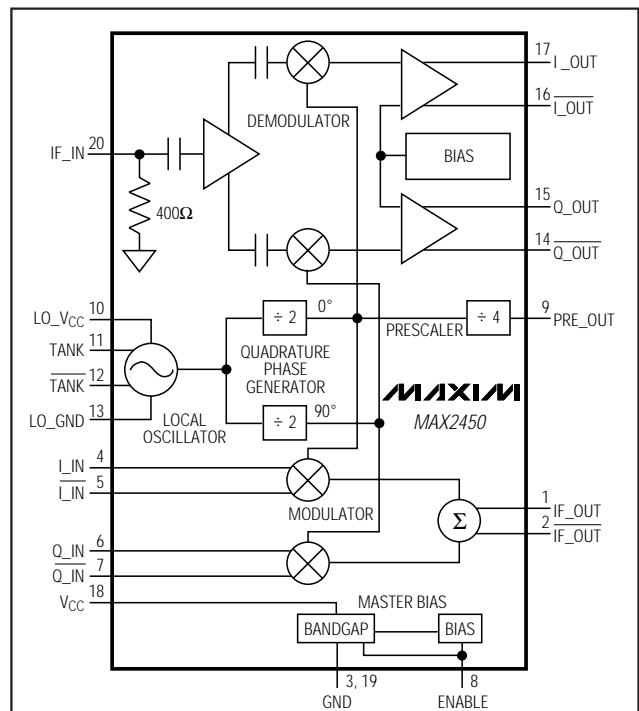 17
I_OUT
16
I_OUT
DEMODULATOR
20
IF_IN
BIAS
400Ω
15
Q_OUT
14
Q_OUT
10
LO_VCC
11
TANK
12
TANK
13
LO_GND
÷ 2
0°
PRESCALER
÷ 4
9
PRE_OUT
QUADRATURE
PHASE
GENERATOR
÷ 2
90°
LOCAL
OSCILLATOR
MAXIM
MAX2450
4
I_IN
5
I_IN
MODULATOR
6
Q_IN
7
Q_IN
Σ
1
IF_OUT
2
IF_OUT
18
VCC
MASTER BIAS
BANDGAP
BIAS
3, 19
GND
8
ENABLE